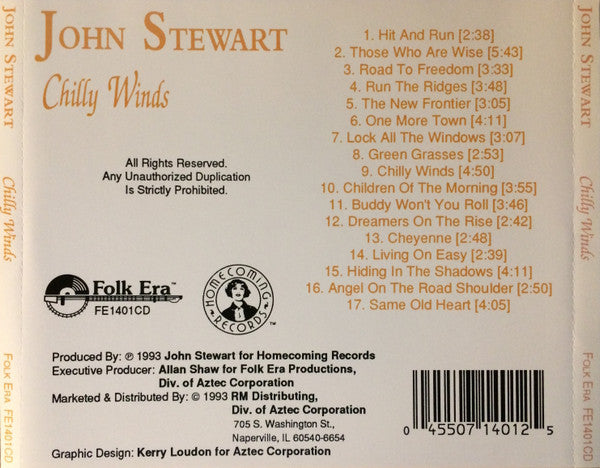 JOHN STEWART
Chilly Winds
1. Hit And Run [2:38]
2. Those Who Are Wise [5:43]
3. Road To Freedom [3:33]
4. Run The Ridges [3:48]
5. The New Frontier [3:05]
6. One More Town [4:11]
7. Lock All The Windows [3:07]
8. Green Grasses [2:53]
9. Chilly Winds [4:50]
10. Children Of The Morning [3:55]
11. Buddy Won't You Roll [3:46]
12. Dreamers On The Rise [2:42]
13. Cheyenne [2:48]
14. Living On Easy [2:39]
15. Hiding In The Shadows [4:11]
16. Angel On The Road Shoulder [2:50]
17. Same Old Heart [4:05]
All Rights Reserved.
Any Unauthorized Duplication
Is Strictly Prohibited.
Folk Era™
FE1401CD
HOMECOMING
RECORDS
™
Produced By: ℗ 1993 John Stewart for Homecoming Records
Executive Producer: Allan Shaw for Folk Era Productions,
Div. of Aztec Corporation
Marketed & Distributed By: © 1993 RM Distributing,
Div. of Aztec Corporation
705 S. Washington St.,
Naperville, IL 60540-6654
Graphic Design: Kerry Loudon for Aztec Corporation
0 45507 14012 5
JOHN STEWART Chilly Winds FOLK ERA FE1401CD
JOHN STEWART Chilly Winds FOLK ERA FE1401CD